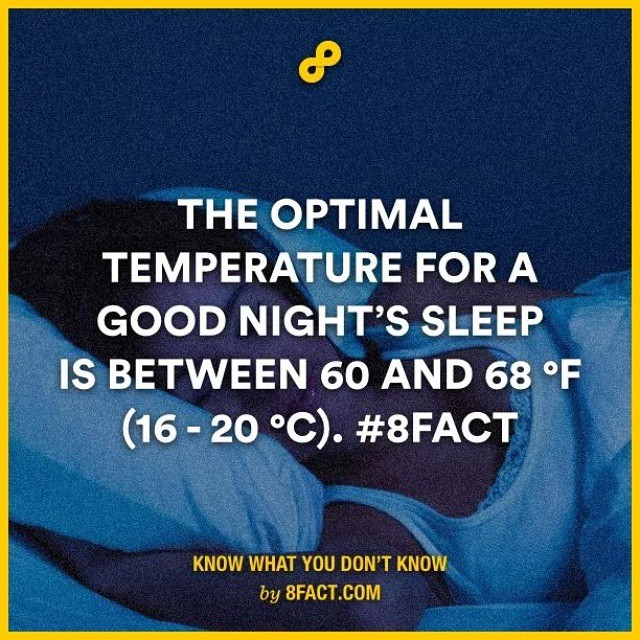 THE OPTIMAL
TEMPERATURE FOR A
GOOD NIGHT'S SLEEP
IS BETWEEN 60 AND 68 °F
(16 - 20 °C). #8FACT
KNOW WHAT YOU DON'T KNOW
by 8FACT.COM